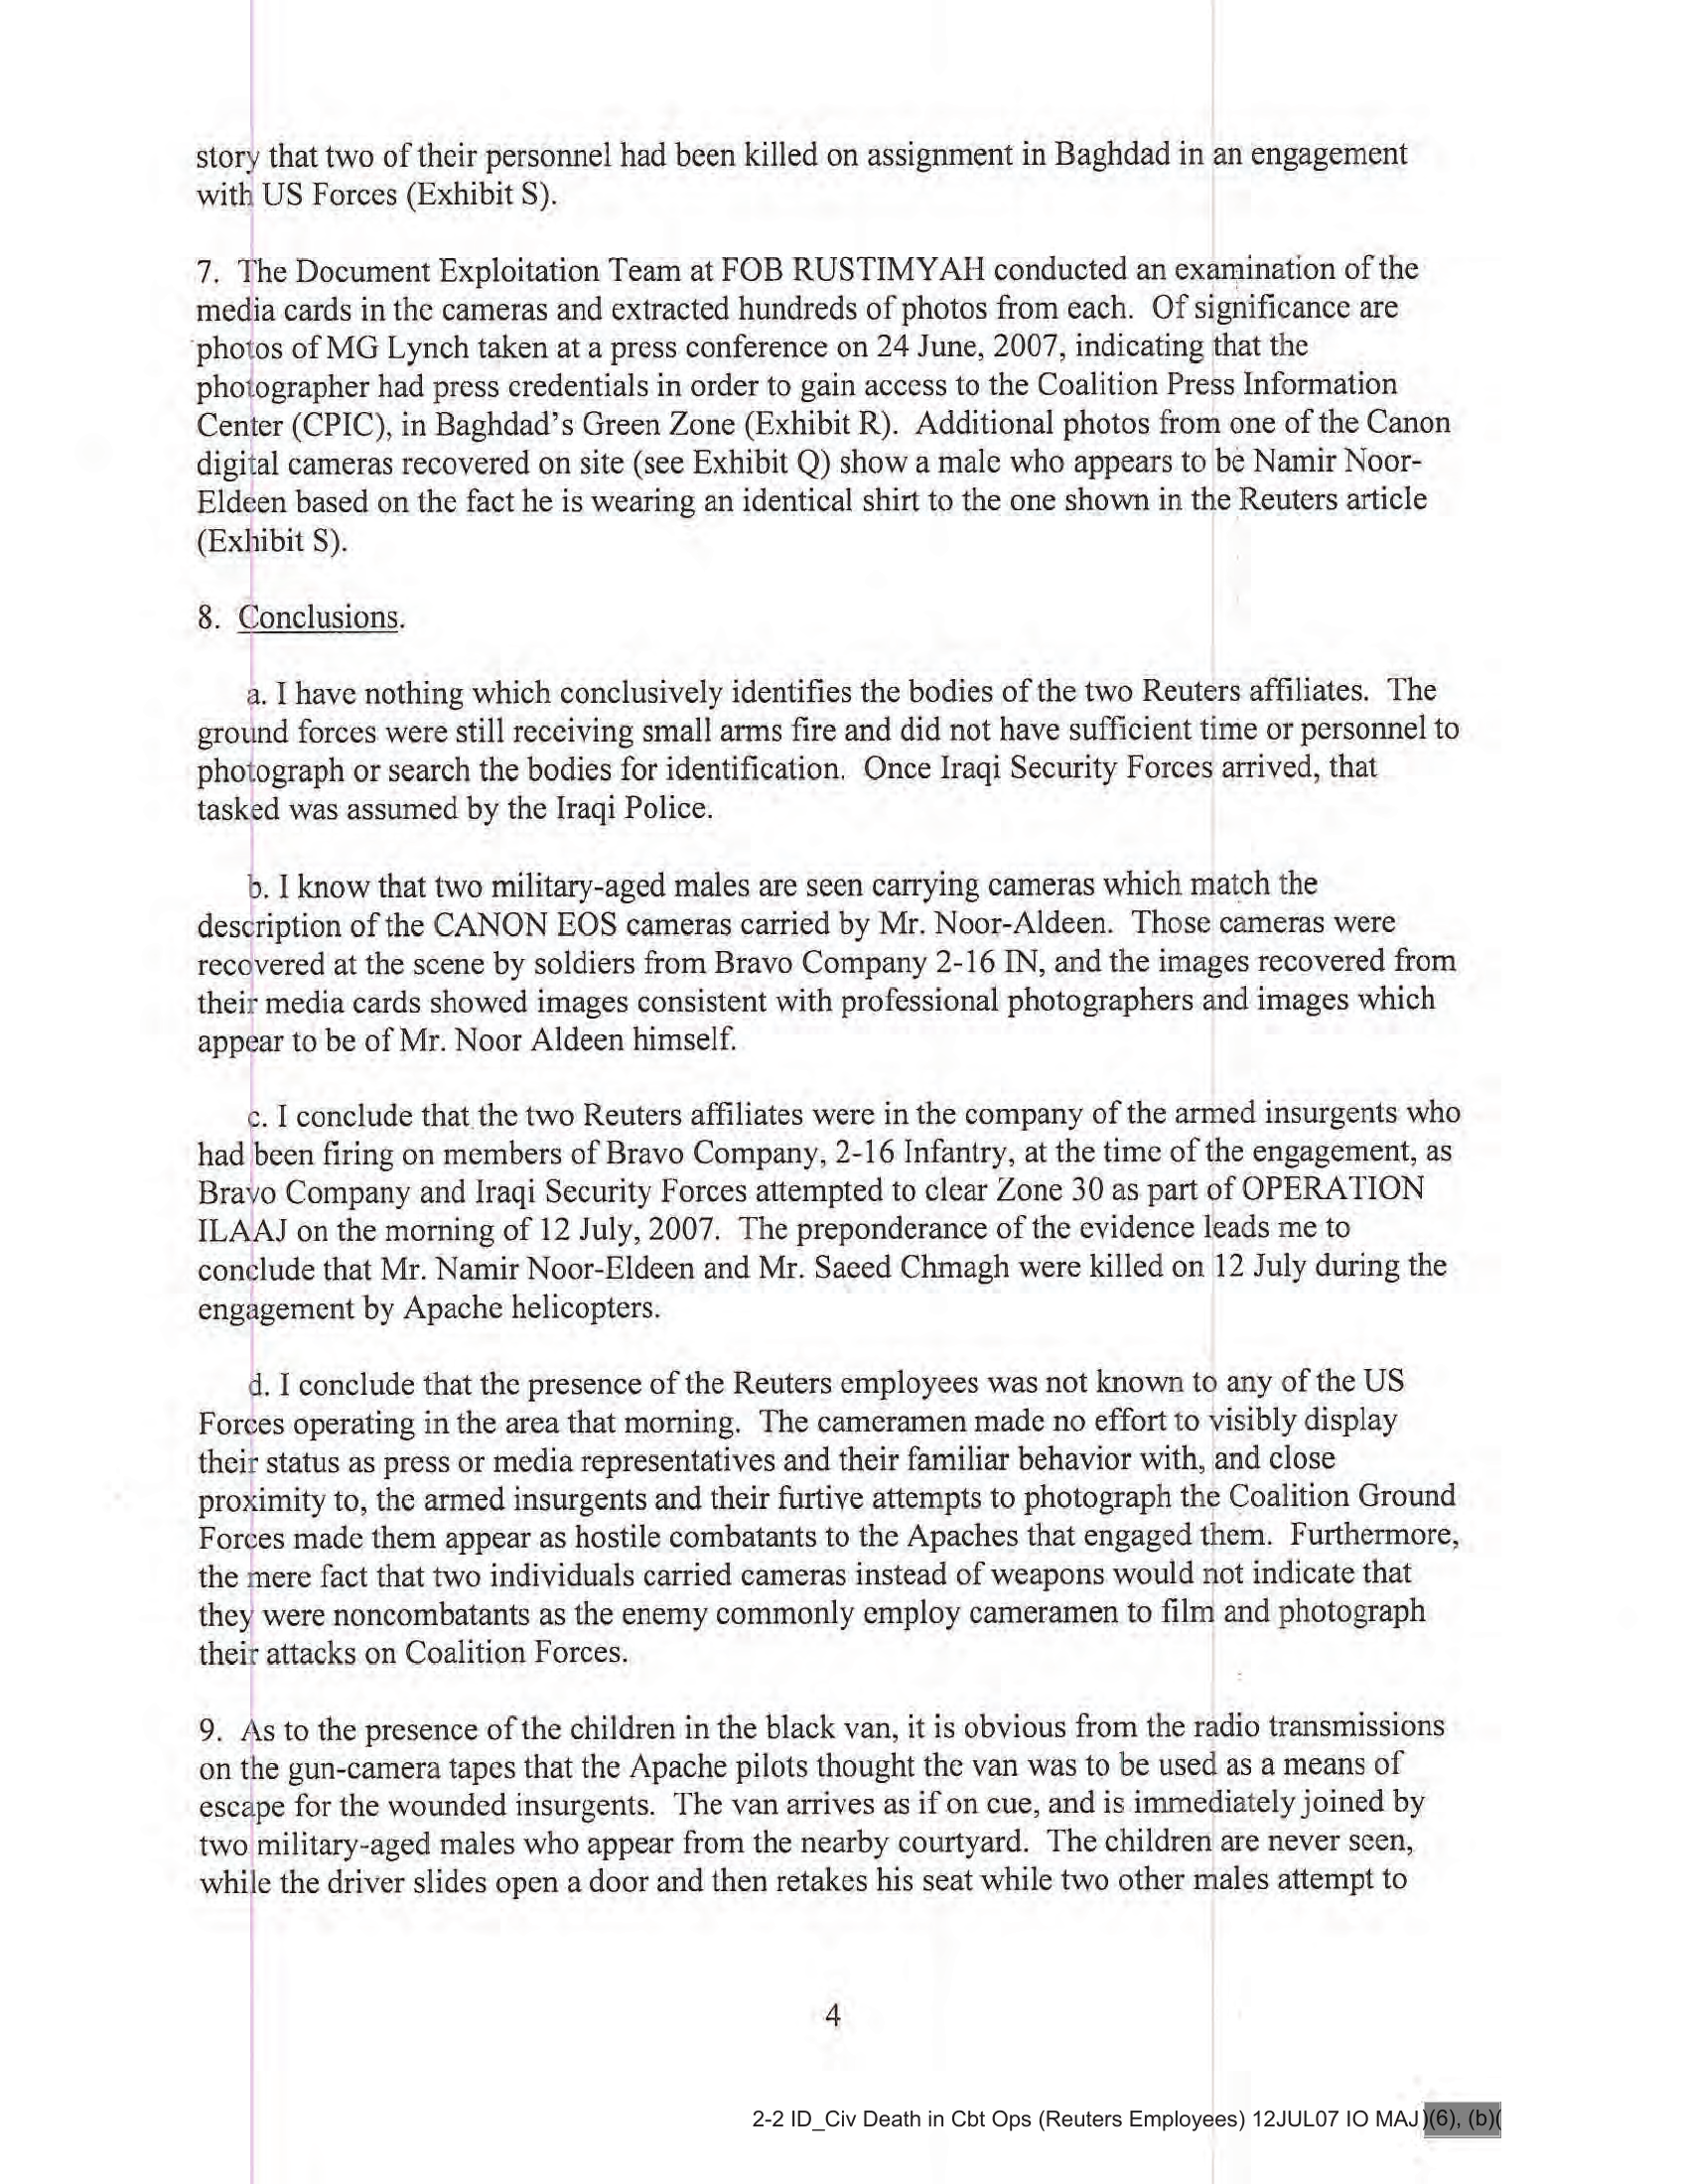 story that two of their personnel had been killed on assignment in Baghdad in an engagement
with US Forces (Exhibit S).
7. The Document Exploitation Team at FOB RUSTIMYAH conducted an examination of the
media cards in the cameras and extracted hundreds of photos from each. Of significance are
photos of MG Lynch taken at a press conference on 24 June, 2007, indicating that the
photographer had press credentials in order to gain access to the Coalition Press Information
Center (CPIC), in Baghdad's Green Zone (Exhibit R). Additional photos from one of the Canon
digital cameras recovered on site (see Exhibit Q) show a male who appears to be Namir Noor-
Eldeen based on the fact he is wearing an identical shirt to the one shown in the Reuters article
(Exhibit S).
8. Conclusions.
a. I have nothing which conclusively identifies the bodies of the two Reuters affiliates. The
ground forces were still receiving small arms fire and did not have sufficient time or personnel to
photograph or search the bodies for identification. Once Iraqi Security Forces arrived, that
tasked was assumed by the Iraqi Police.
b. I know that two military-aged males are seen carrying cameras which match the
description of the CANON EOS cameras carried by Mr. Noor-Aldeen. Those cameras were
recovered at the scene by soldiers from Bravo Company 2-16 IN, and the images recovered from
their media cards showed images consistent with professional photographers and images which
appear to be of Mr. Noor Aldeen himself.
c. I conclude that the two Reuters affiliates were in the company of the armed insurgents who
had been firing on members of Bravo Company, 2-16 Infantry, at the time of the engagement, as
Bravo Company and Iraqi Security Forces attempted to clear Zone 30 as part of OPERATION
ILAAJ on the morning of 12 July, 2007. The preponderance of the evidence leads me to
conclude that Mr. Namir Noor-Eldeen and Mr. Saeed Chmagh were killed on 12 July during the
engagement by Apache helicopters.
d. I conclude that the presence of the Reuters employees was not known to any of the US
Forces operating in the area that morning. The cameramen made no effort to visibly display
their status as press or media representatives and their familiar behavior with, and close
proximity to, the armed insurgents and their furtive attempts to photograph the Coalition Ground
Forces made them appear as hostile combatants to the Apaches that engaged them. Furthermore,
the mere fact that two individuals carried cameras instead of weapons would not indicate that
they were noncombatants as the enemy commonly employ cameramen to film and photograph
their attacks on Coalition Forces.
9. As to the presence of the children in the black van, it is obvious from the radio transmissions
on the gun-camera tapes that the Apache pilots thought the van was to be used as a means of
escape for the wounded insurgents. The van arrives as if on cue, and is immediately joined by
two military-aged males who appear from the nearby courtyard. The children are never seen,
while the driver slides open a door and then retakes his seat while two other males attempt to
4
2-2 ID_Civ Death in Cbt Ops (Reuters Employees) 12JUL07 IO MAJ )(6), (b)(